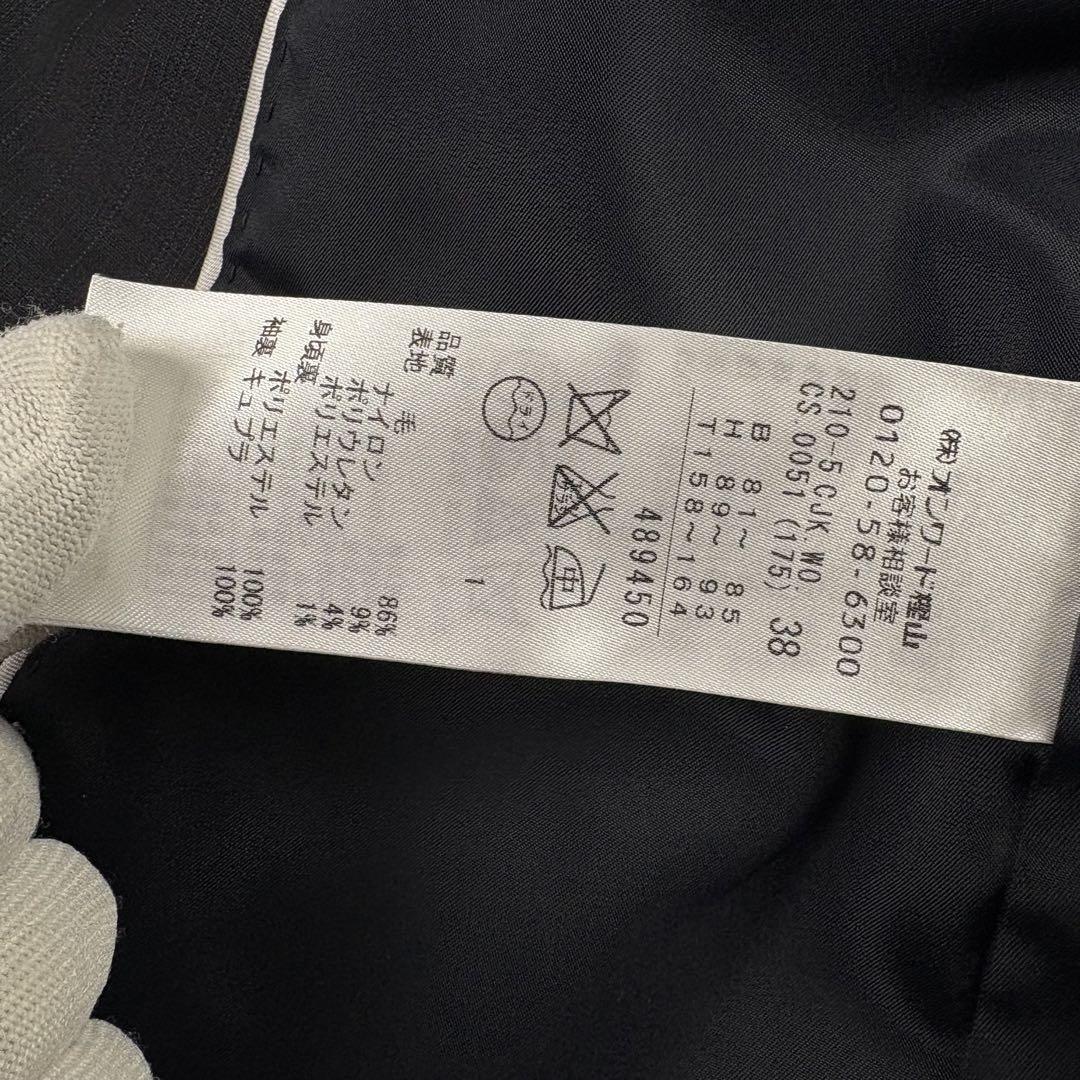 (株)オンワード樫山
お客様相談室
0120-58-6300
210-5CJK.WO.
CS.0051 (175) 38
B 81～ 85
H 89～ 93
T 158～164
489450
中
ドライ
1
品質
表地 毛 86%
ナイロン 9%
ポリウレタン 4%
ポリエステル 1%
身頃裏 ポリエステル 100%
袖裏 キュプラ 100%